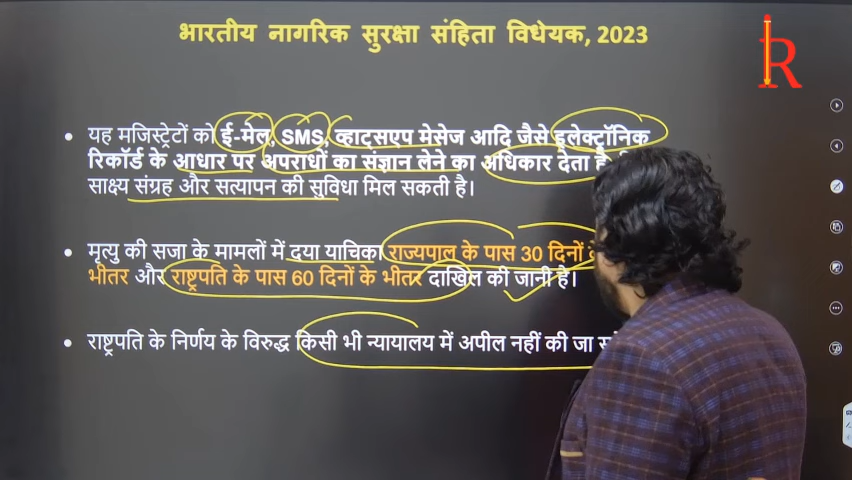 भारतीय नागरिक सुरक्षा संहिता विधेयक, 2023
R
• यह मजिस्ट्रेटों को ई-मेल, SMS, व्हाट्सएप मेसेज आदि जैसे इलेक्ट्रॉनिक
रिकॉर्ड के आधार पर अपराधों का संज्ञान लेने का अधिकार देता है
साक्ष्य संग्रह और सत्यापन की सुविधा मिल सकती है।
• मृत्यु की सजा के मामलों में दया याचिका राज्यपाल के पास 30 दिनों
भीतर और राष्ट्रपति के पास 60 दिनों के भीतर दाखिल की जानी है।
• राष्ट्रपति के निर्णय के विरुद्ध किसी भी न्यायालय में अपील नहीं की जा